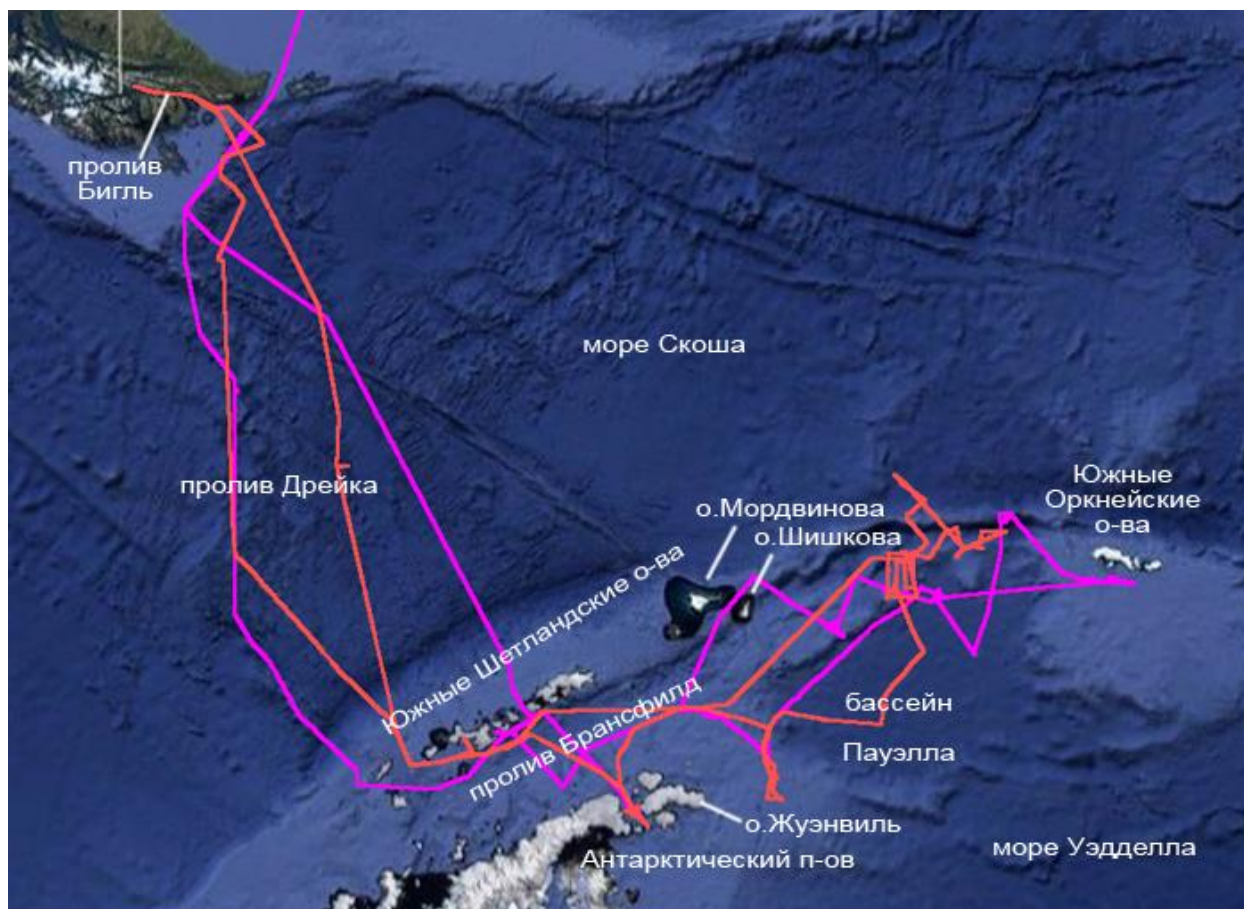 пролив
Бигль
море Скоша
пролив Дрейка
Южные
Оркнейские
о-ва
о.Мордвинова
о.Шишкова
Южные Шетландские о-ва
пролив Брансфилд
бассейн
Пауэлла
о.Жуэнвиль
море Уэдделла
Антарктический п-ов